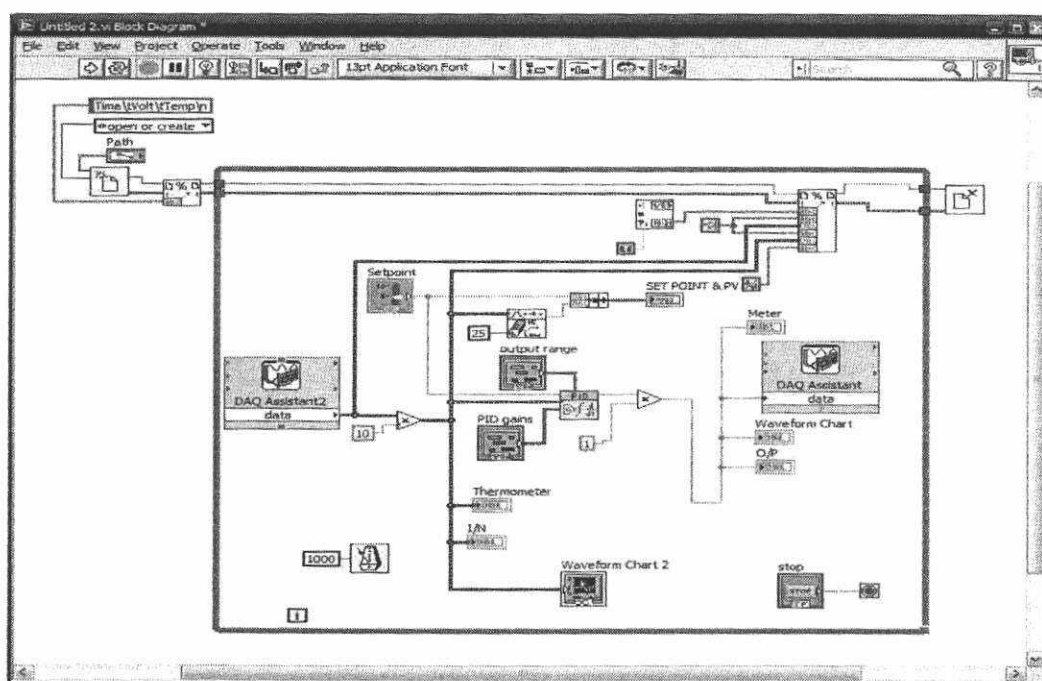 Untitled 2.vi Block Diagram *
File Edit View Project Operate Tools Window Help
13pt Application Font
Search
Time\tVolt\tTemp\n
open or create
Path
Setpoint
SET POINT & PV
25
Meter
output range
DAQ Assistant2
data
DAQ Assistant
data
PID
10
PID gains
1
Waveform Chart
O/P
Thermometer
I/N
1000
Waveform Chart 2
stop
i